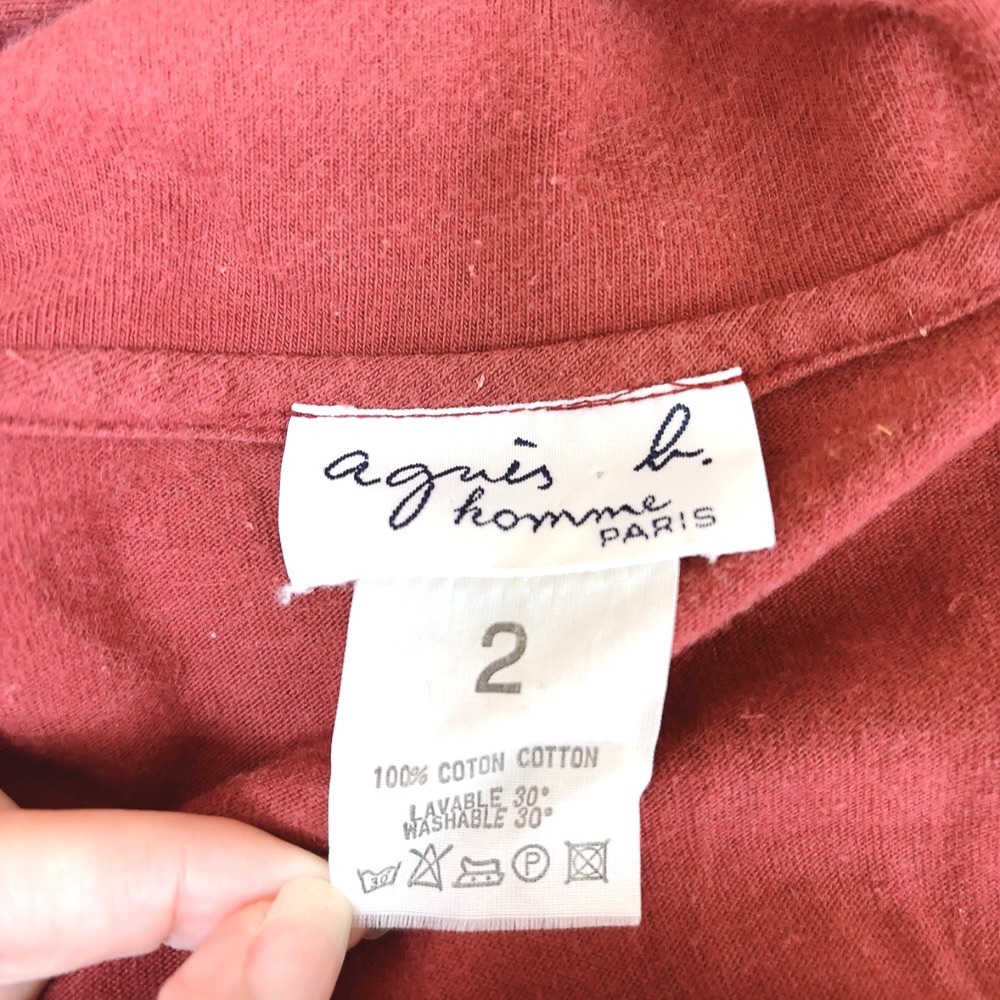 agnès b.
homme
PARIS
2
100% COTON COTTON
LAVABLE 30°
WASHABLE 30°
30
P